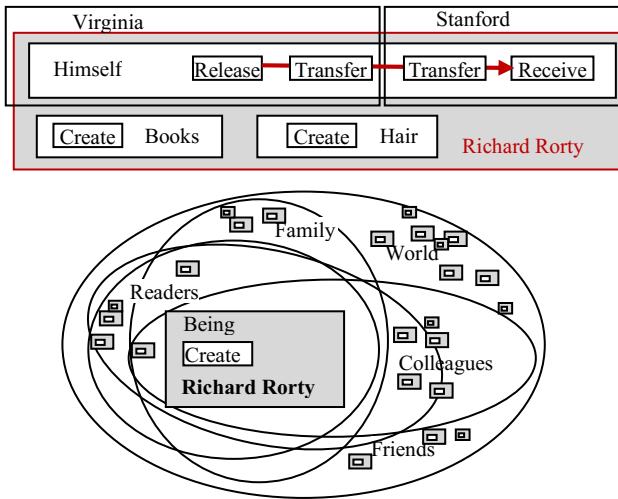 Virginia
Stanford
Himself
Release
Transfer
Transfer
Receive
Create
Books
Create
Hair
Richard Rorty
Family
World
Readers
Being
Create
Richard Rorty
Colleagues
Friends